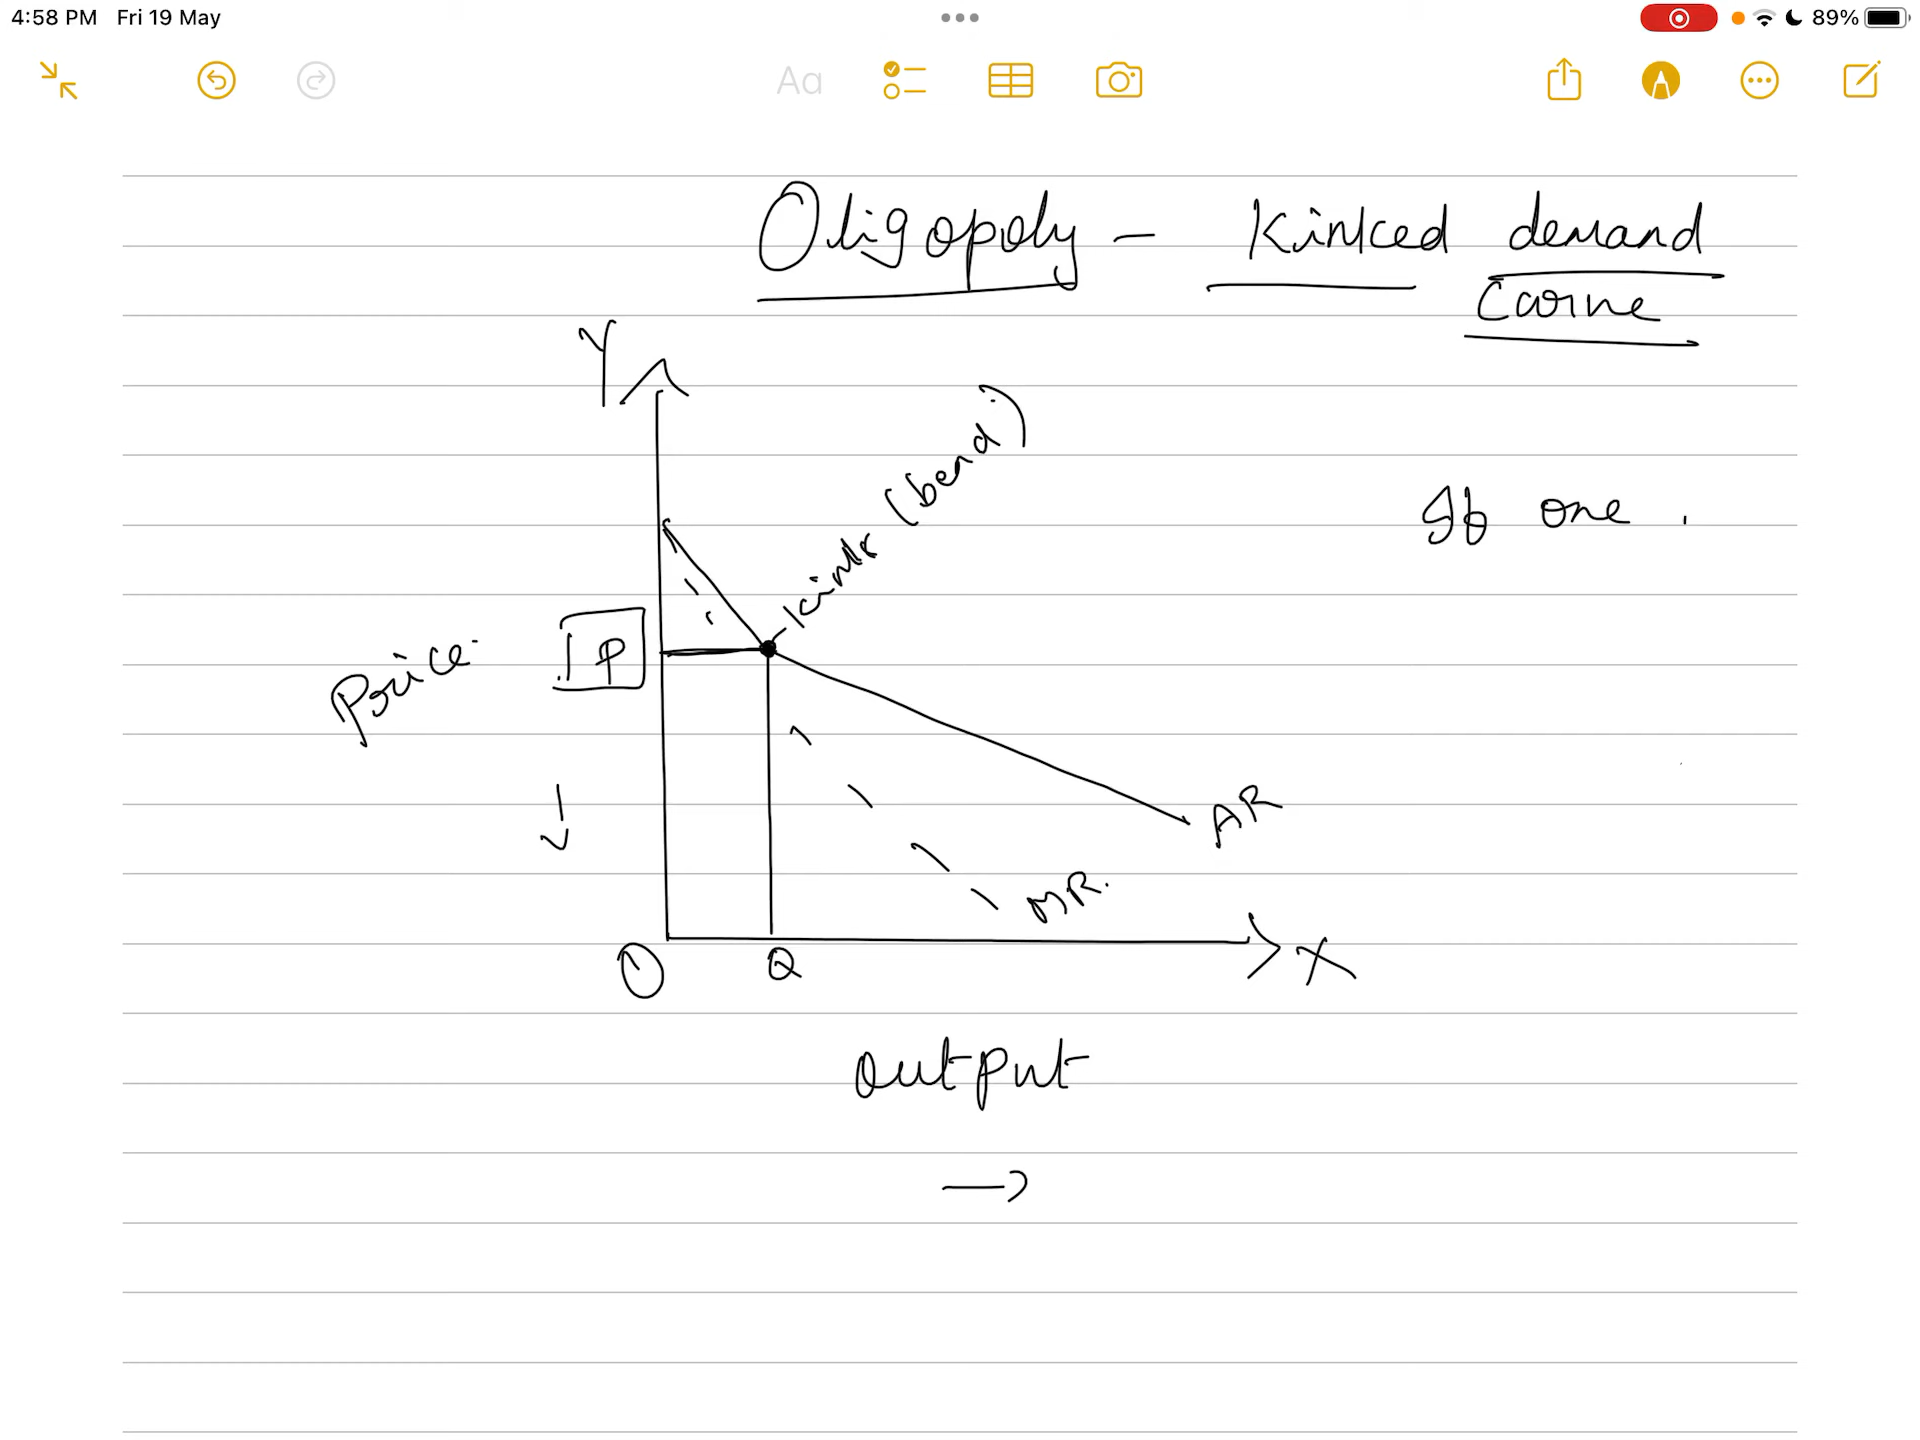 4:58 PM Fri 19 May
89%
Aa
Oligopoly - Kinked demand
Curve
Y
Kink (bend)
If one
Price
P
AR
MR.
O
Q
X
output